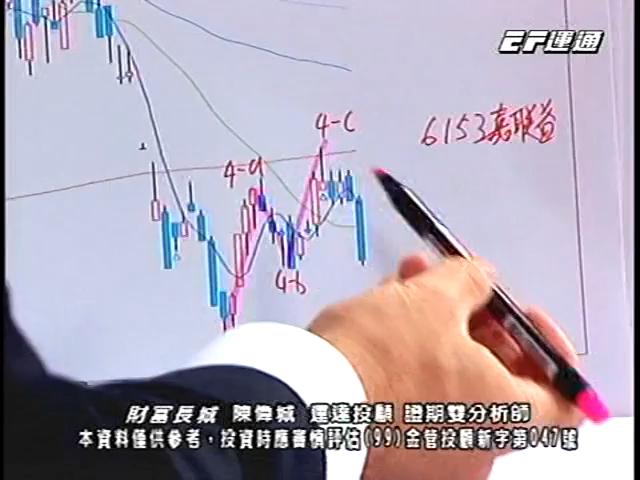 EF運通
4-c
6153嘉联益
4-a
4-b
財富長城 陳偉城 運達投顧 證期雙分析師
本資料僅供參考，投資時應審慎評估(99)金管投顧新字第047號